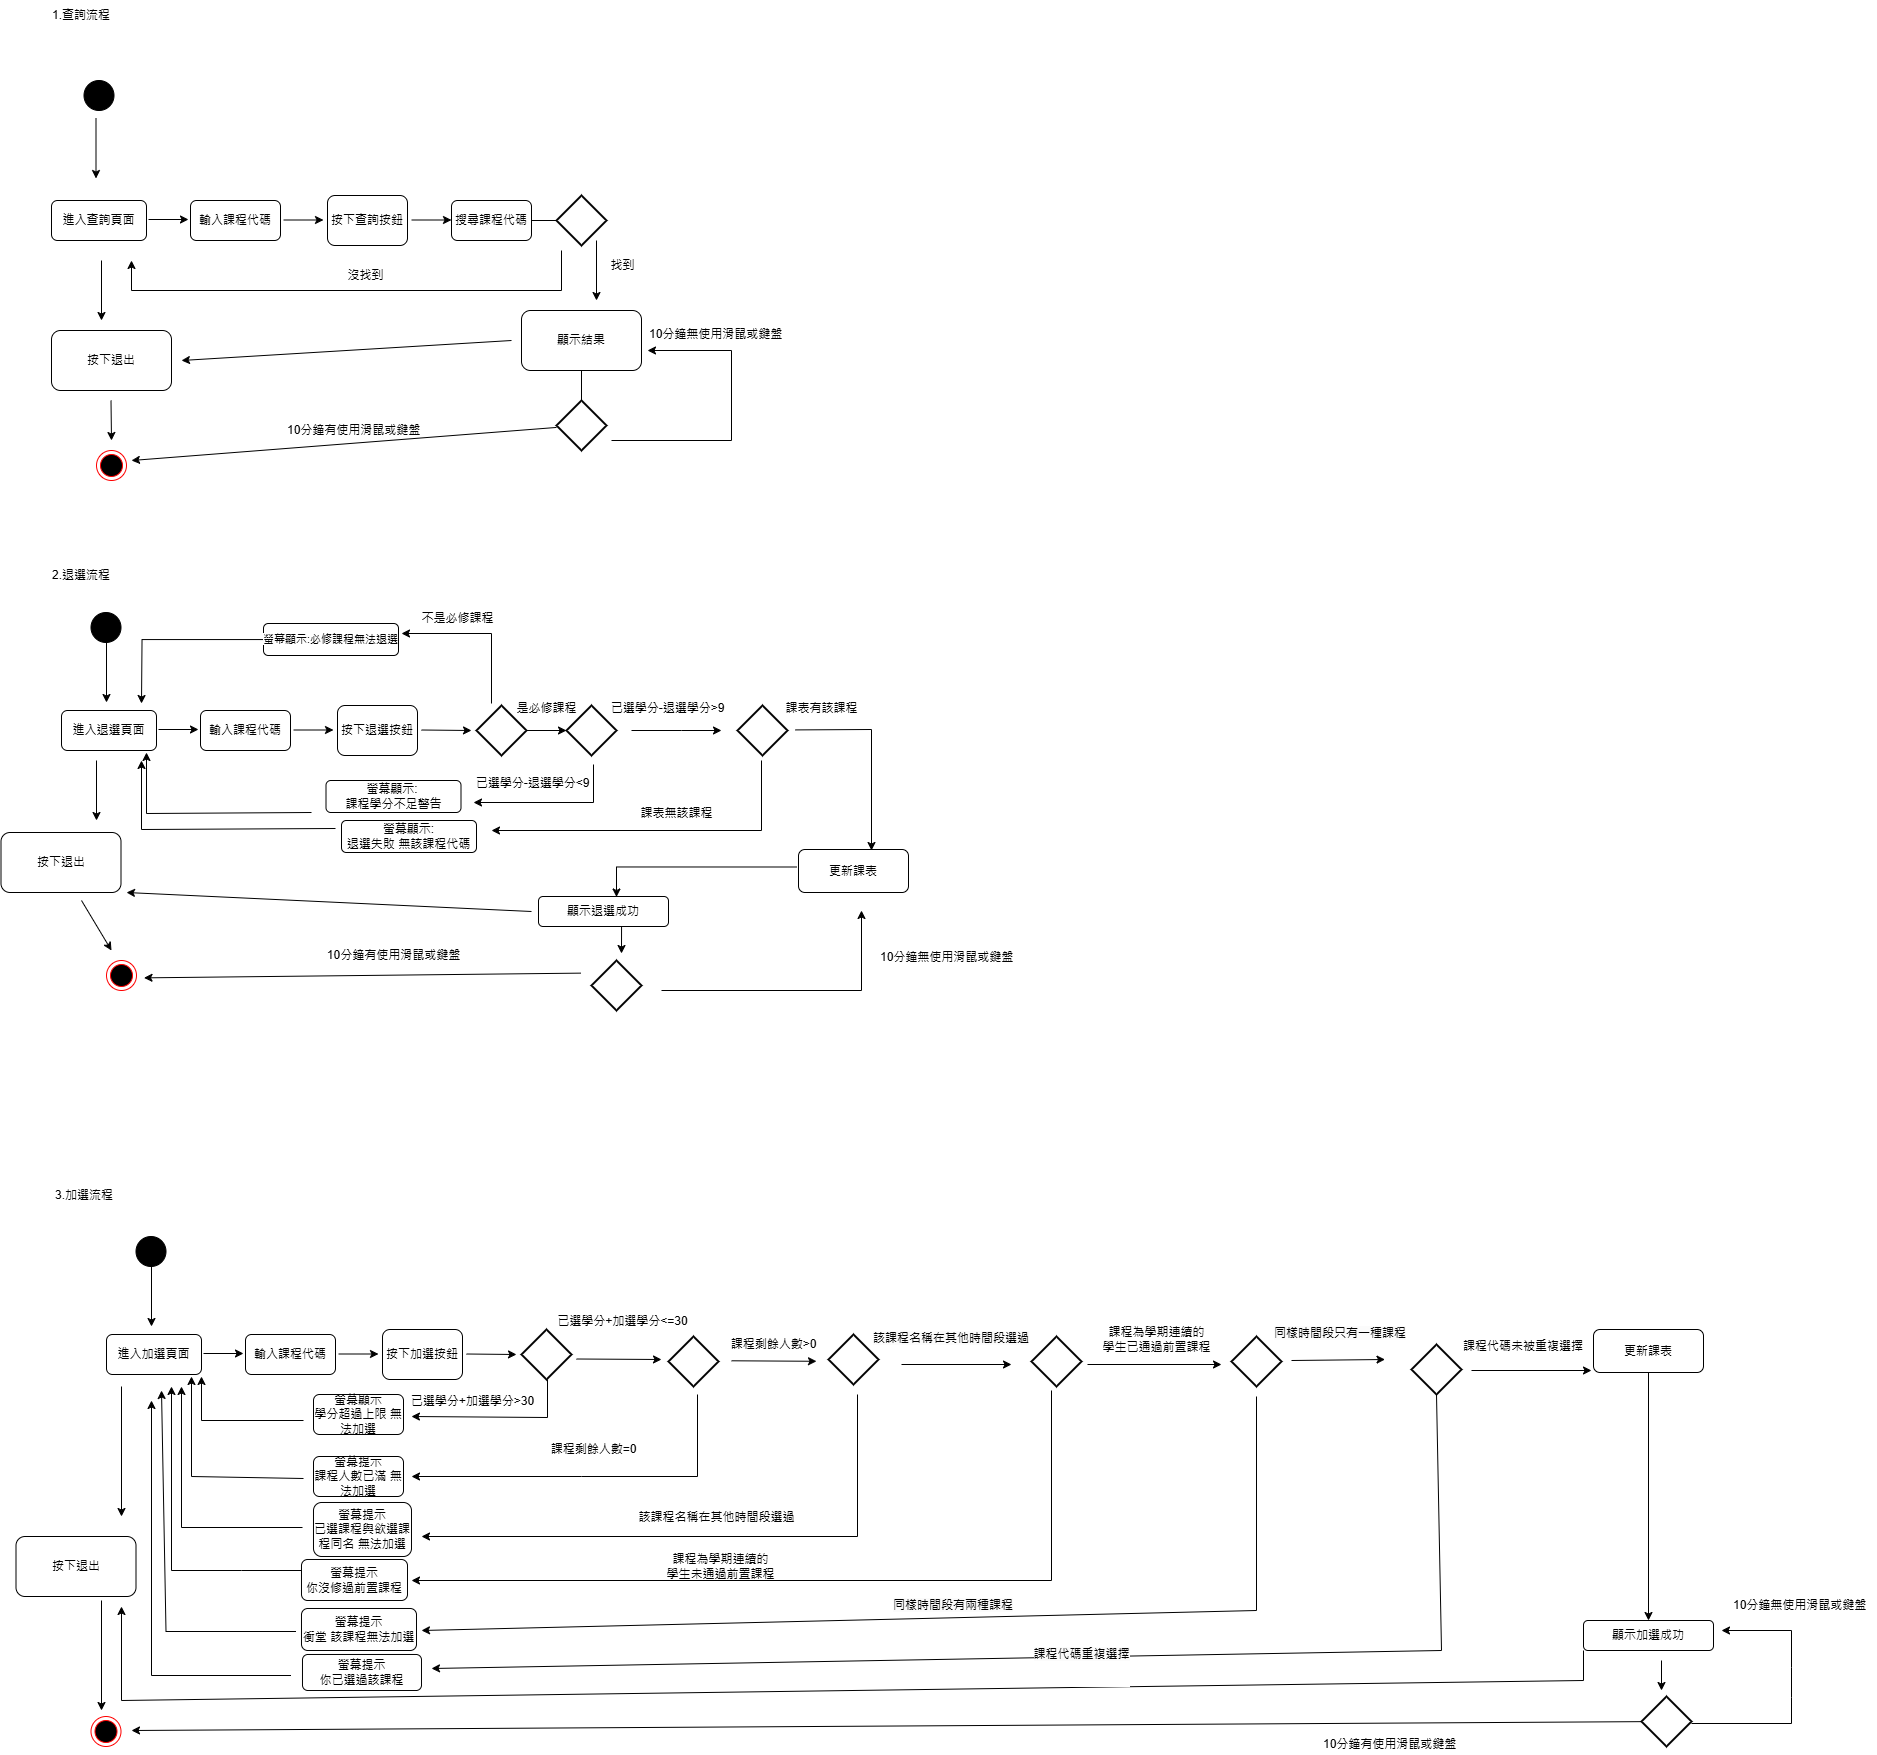 1.查詢流程
進入查詢頁面
輸入課程代碼
按下查詢按鈕
搜尋課程代碼
沒找到
找到
顯示結果
10分鐘無使用滑鼠或鍵盤
按下退出
10分鐘有使用滑鼠或鍵盤
2.退選流程
不是必修課程
螢幕顯示:必修課程無法退選
進入退選頁面
輸入課程代碼
按下退選按鈕
是必修課程
已選學分-退選學分>9
課表有該課程
已選學分-退選學分<9
螢幕顯示:
課程學分不足警告
課表無該課程
螢幕顯示:
退選失敗 無該課程代碼
按下退出
更新課表
顯示退選成功
10分鐘有使用滑鼠或鍵盤
10分鐘無使用滑鼠或鍵盤
3.加選流程
進入加選頁面
輸入課程代碼
按下加選按鈕
已選學分+加選學分<=30
課程剩餘人數>0
該課程名稱在其他時間段選過
課程為學期連續的
學生已通過前置課程
同樣時間段只有一種課程
課程代碼未被重複選擇
更新課表
已選學分+加選學分>30
螢幕顯示
學分超過上限 無
法加選
課程剩餘人數=0
螢幕提示
課程人數已滿 無
法加選
該課程名稱在其他時間段選過
螢幕提示
已選課程與欲選課
程同名 無法加選
課程為學期連續的
學生未通過前置課程
按下退出
螢幕提示
你沒修過前置課程
同樣時間段有兩種課程
10分鐘無使用滑鼠或鍵盤
螢幕提示
衝堂 該課程無法加選
顯示加選成功
課程代碼重複選擇
螢幕提示
你已選過該課程
10分鐘有使用滑鼠或鍵盤